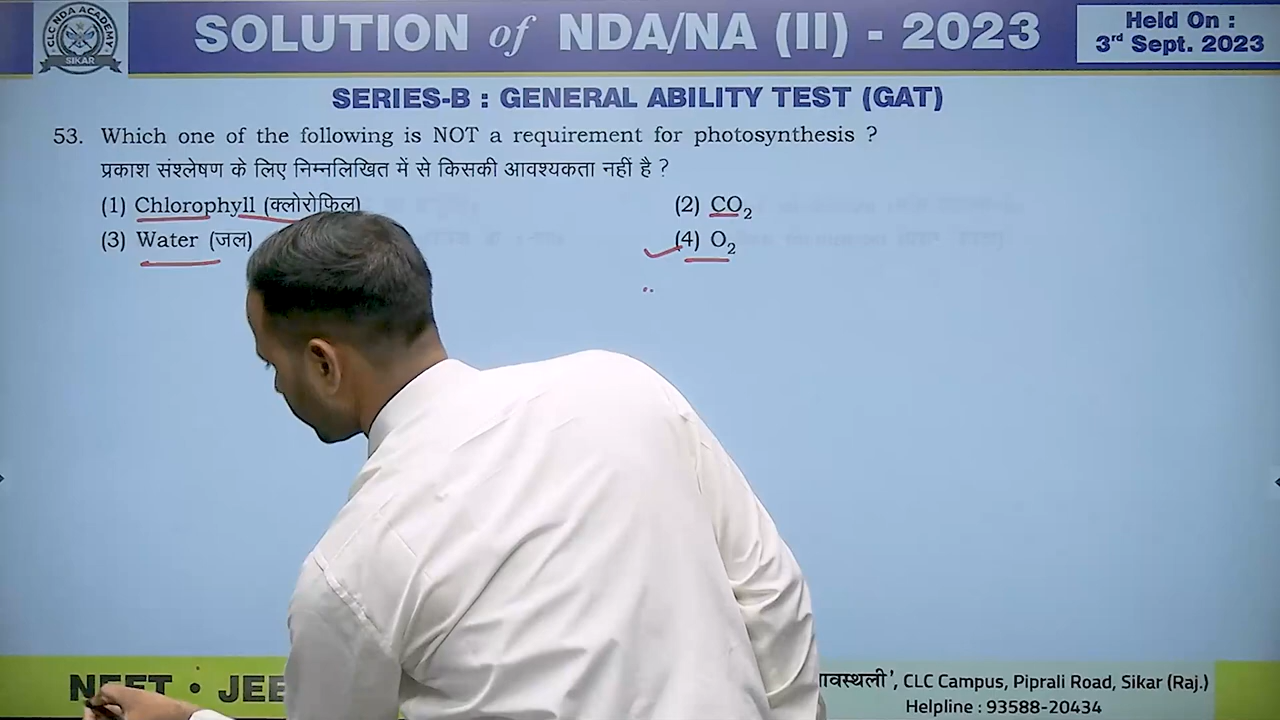 CLC NDA ACADEMY
SIKAR
SOLUTION of NDA/NA (II) - 2023
Held On :
3rd Sept. 2023
SERIES-B : GENERAL ABILITY TEST (GAT)
53. Which one of the following is NOT a requirement for photosynthesis ?
प्रकाश संश्लेषण के लिए निम्नलिखित में से किसकी आवश्यकता नहीं है ?
(1) Chlorophyll (क्लोरोफिल)
(2) CO2
(3) Water (जल)
(4) O2
NEET • JEE
CLC Campus, Piprali Road, Sikar (Raj.)
Helpline : 93588-20434